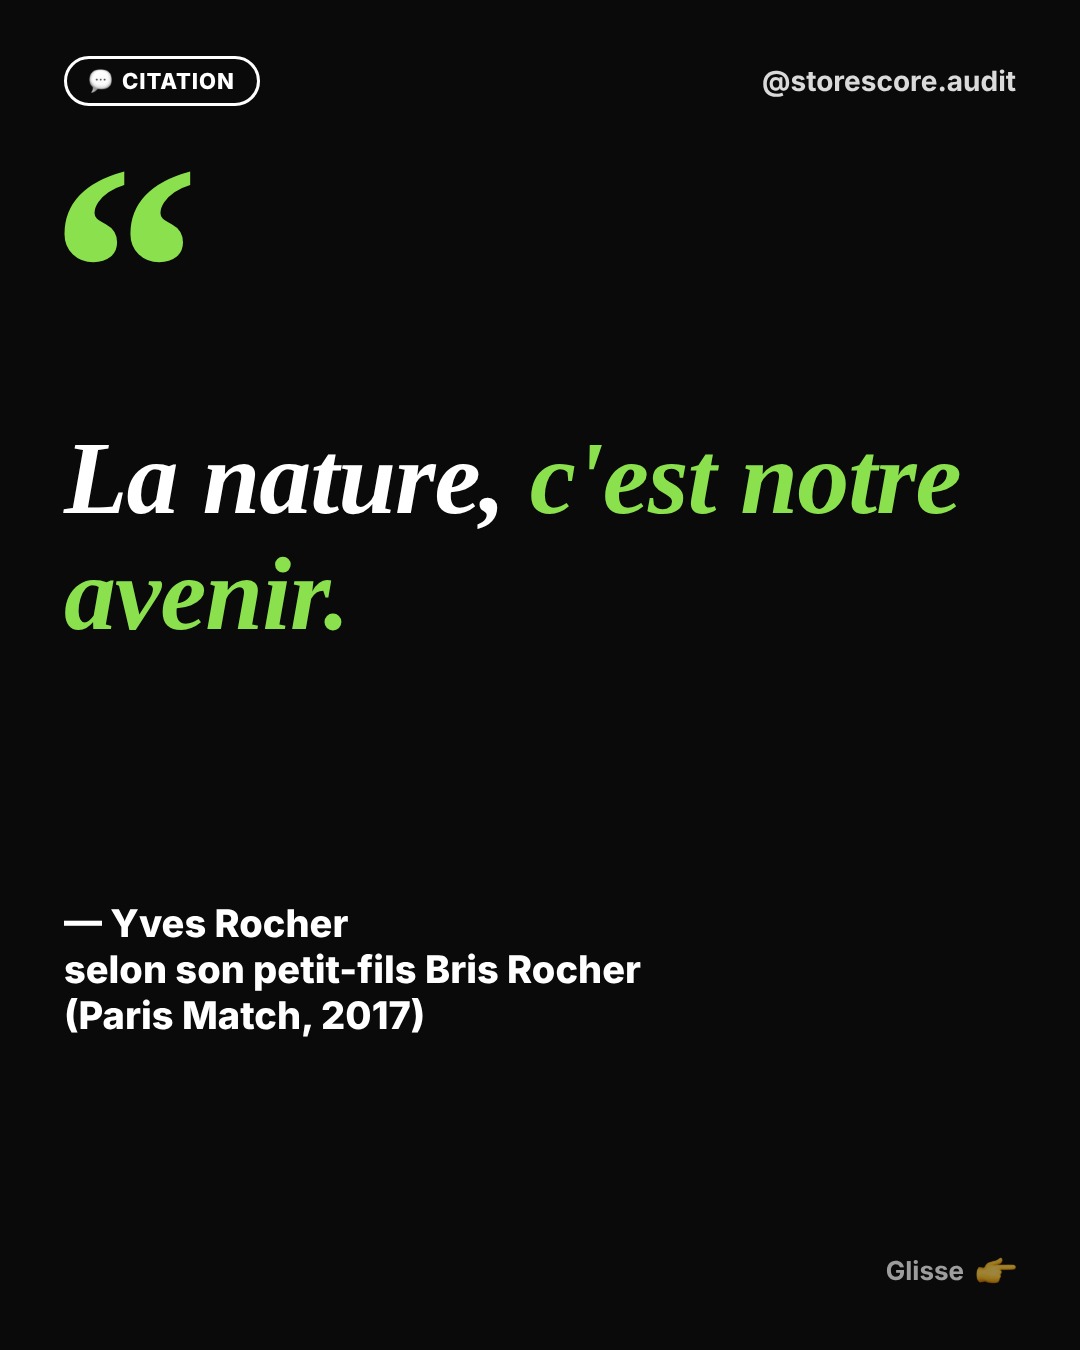 💬 CITATION
@storescore.audit
“
La nature, c'est notre
avenir.
— Yves Rocher
selon son petit-fils Bris Rocher
(Paris Match, 2017)
Glisse 👉